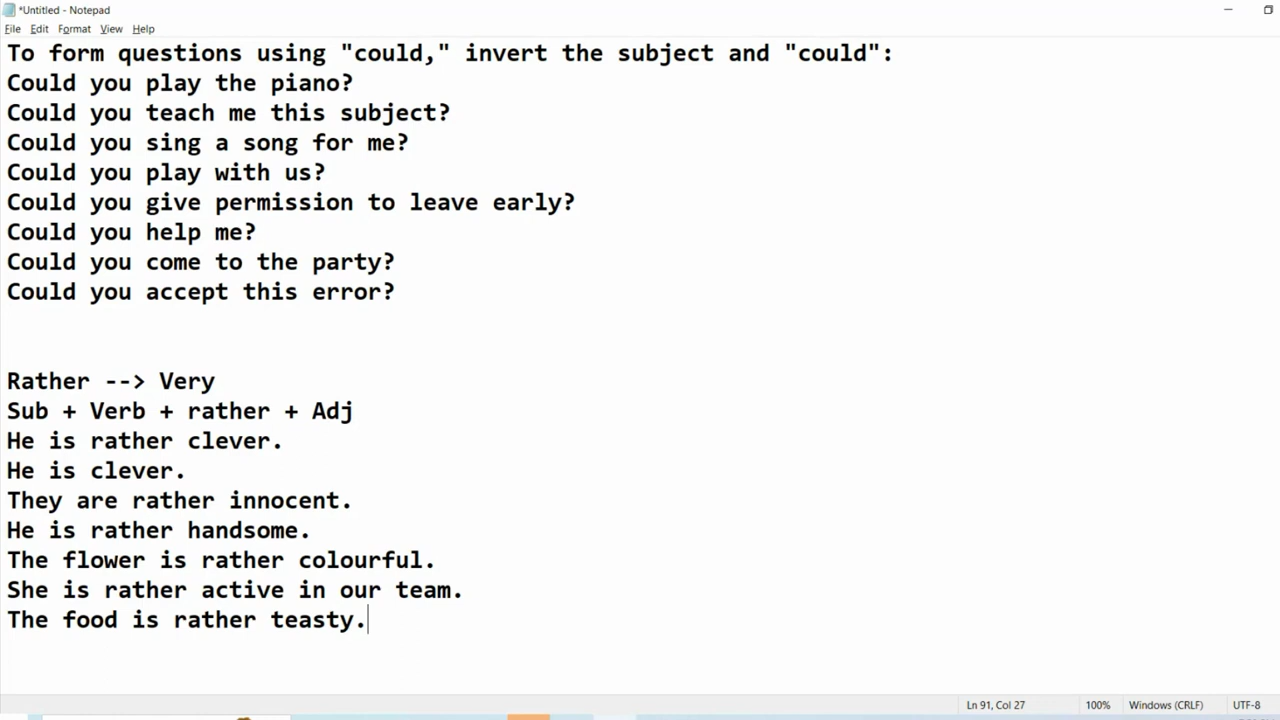 *Untitled - Notepad
File Edit Format View Help
To form questions using "could," invert the subject and "could":
Could you play the piano?
Could you teach me this subject?
Could you sing a song for me?
Could you play with us?
Could you give permission to leave early?
Could you help me?
Could you come to the party?
Could you accept this error?
Rather --> Very
Sub + Verb + rather + Adj
He is rather clever.
He is clever.
They are rather innocent.
He is rather handsome.
The flower is rather colourful.
She is rather active in our team.
The food is rather teasty.
Ln 91, Col 27 100% Windows (CRLF) UTF-8